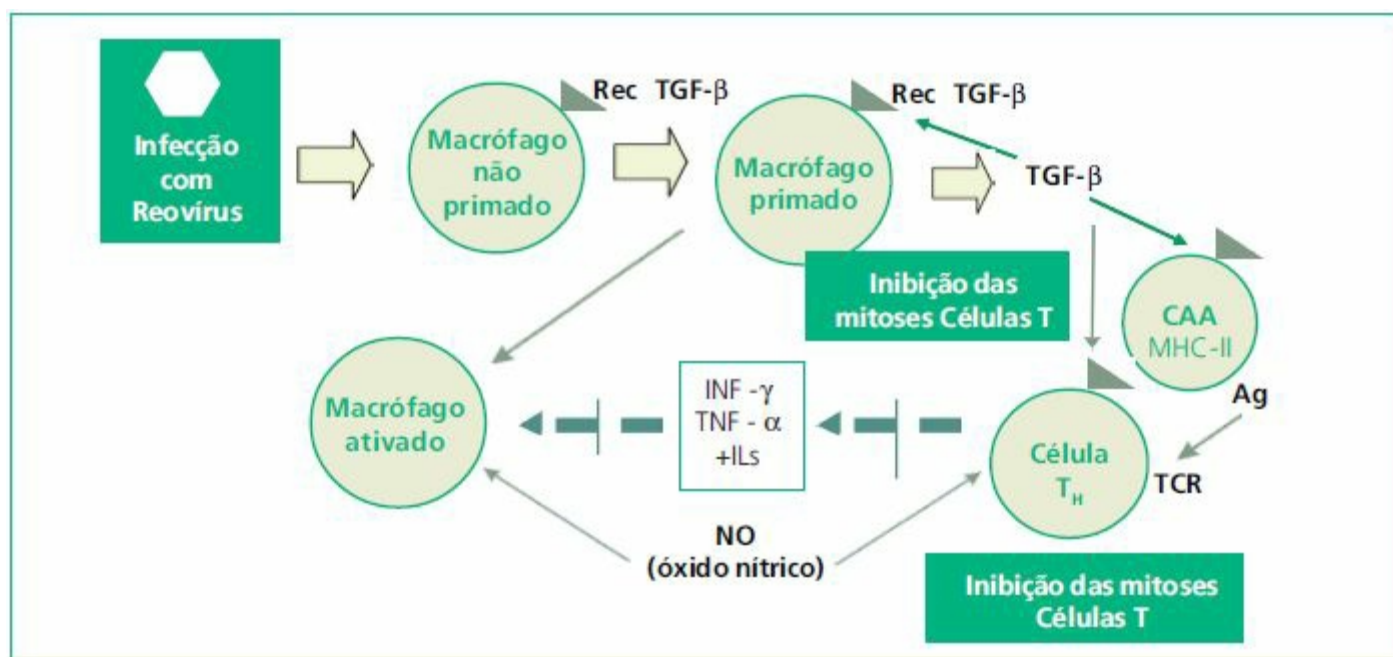 Infecção
com
Reovírus
Macrófago
não
primado
Rec TGF-β
Macrófago
primado
Rec TGF-β
TGF-β
Inibição das
mitoses Células T
CAA
MHC-II
Ag
Macrófago
ativado
INF -γ
TNF - α
+ILs
Célula
T_H
TCR
NO
(óxido nítrico)
Inibição das mitoses
Células T